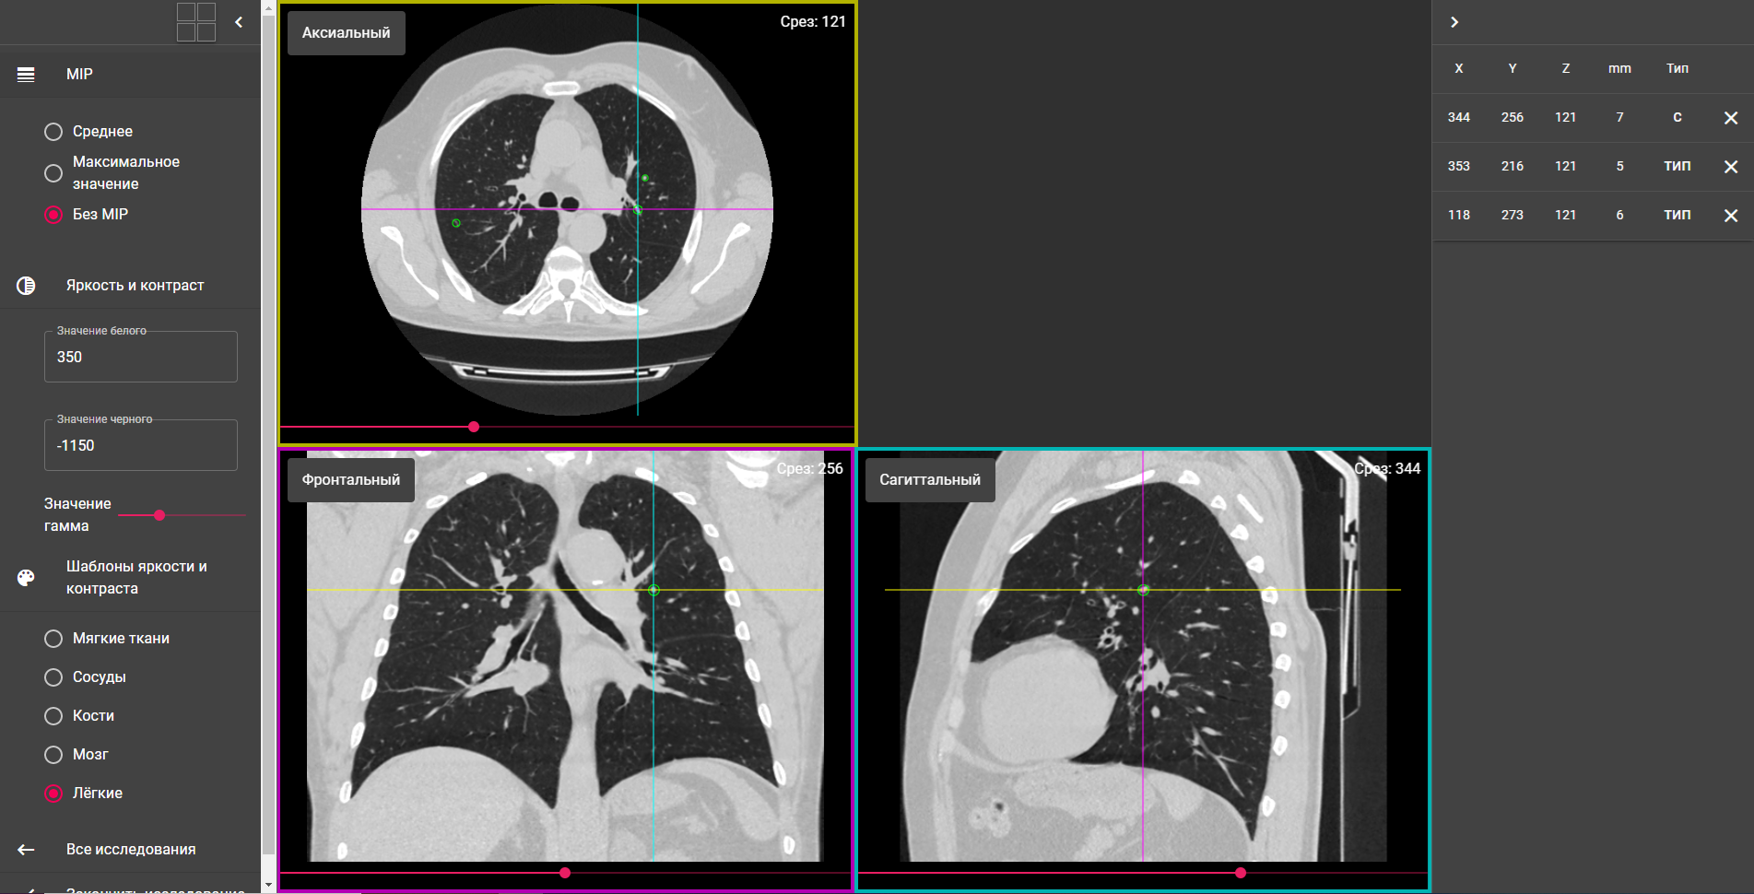 MIP
Среднее
Максимальное
значение
Без MIP
Яркость и контраст
Значение белого
350
Значение черного
-1150
Значение
гамма
Шаблоны яркости и
контраста
Мягкие ткани
Сосуды
Кости
Мозг
Лёгкие
Все исследования
Закончить исследование
Аксиальный
Срез: 121
Фронтальный
Срез: 256
Сагиттальный
Срез: 344
X Y Z mm Тип
344 256 121 7 С
353 216 121 5 ТИП
118 273 121 6 ТИП